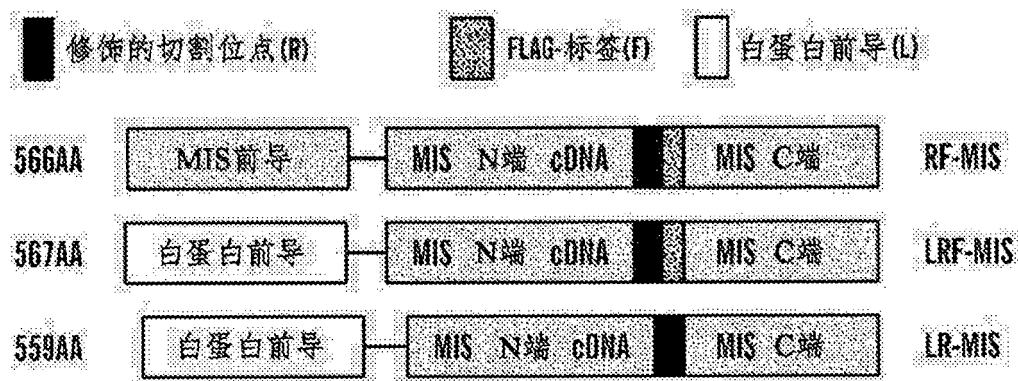 修饰的切割位点(R) FLAG-标签(F) 白蛋白前导(L)
566AA MIS前导 MIS N端 cDNA MIS C端 RF-MIS
567AA 白蛋白前导 MIS N端 cDNA MIS C端 LRF-MIS
559AA 白蛋白前导 MIS N端 cDNA MIS C端 LR-MIS